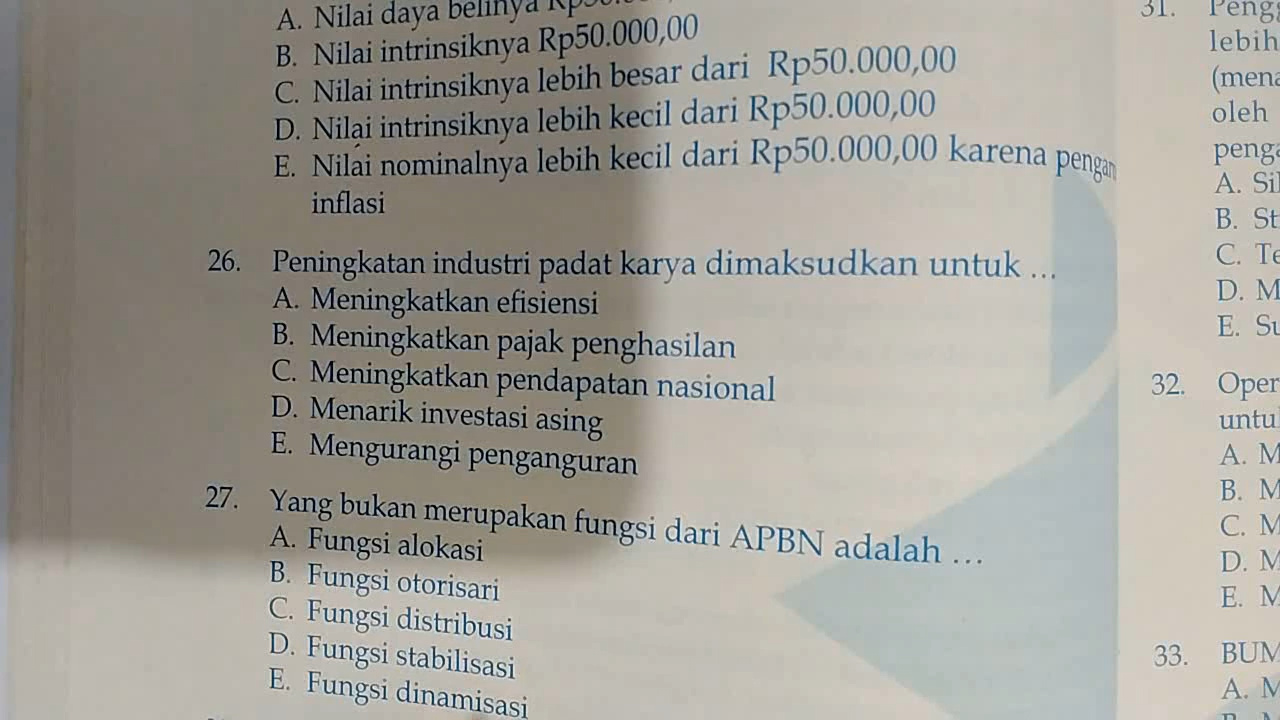 A. Nilai daya belinya
B. Nilai intrinsiknya Rp50.000,00
C. Nilai intrinsiknya lebih besar dari Rp50.000,00
D. Nilai intrinsiknya lebih kecil dari Rp50.000,00
E. Nilai nominalnya lebih kecil dari Rp50.000,00 karena
inflasi
26. Peningkatan industri padat karya dimaksudkan untuk ...
A. Meningkatkan efisiensi
B. Meningkatkan pajak penghasilan
C. Meningkatkan pendapatan nasional
D. Menarik investasi asing
E. Mengurangi penganguran
27. Yang bukan merupakan fungsi dari APBN adalah ...
A. Fungsi alokasi
B. Fungsi otorisari
C. Fungsi distribusi
D. Fungsi stabilisasi
E. Fungsi dinamisasi
31.
lebih
oleh
A.
B.
C.
D.
E.
32.
A.
B.
C.
D.
E.
33.
A.